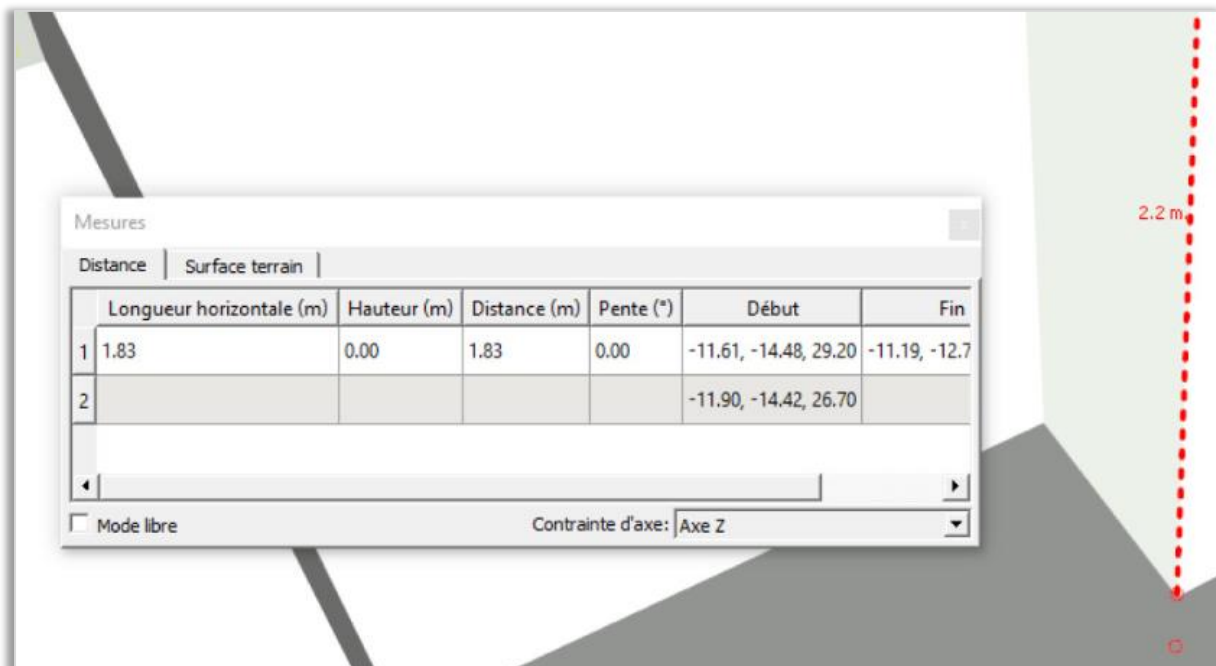 2.2 m
Mesures
Distance Surface terrain
Longueur horizontale (m) Hauteur (m) Distance (m) Pente (°) Début Fin
1 1.83 0.00 1.83 0.00 -11.61, -14.48, 29.20 -11.19, -12.7
2 -11.90, -14.42, 26.70
Mode libre Contrainte d'axe: Axe Z